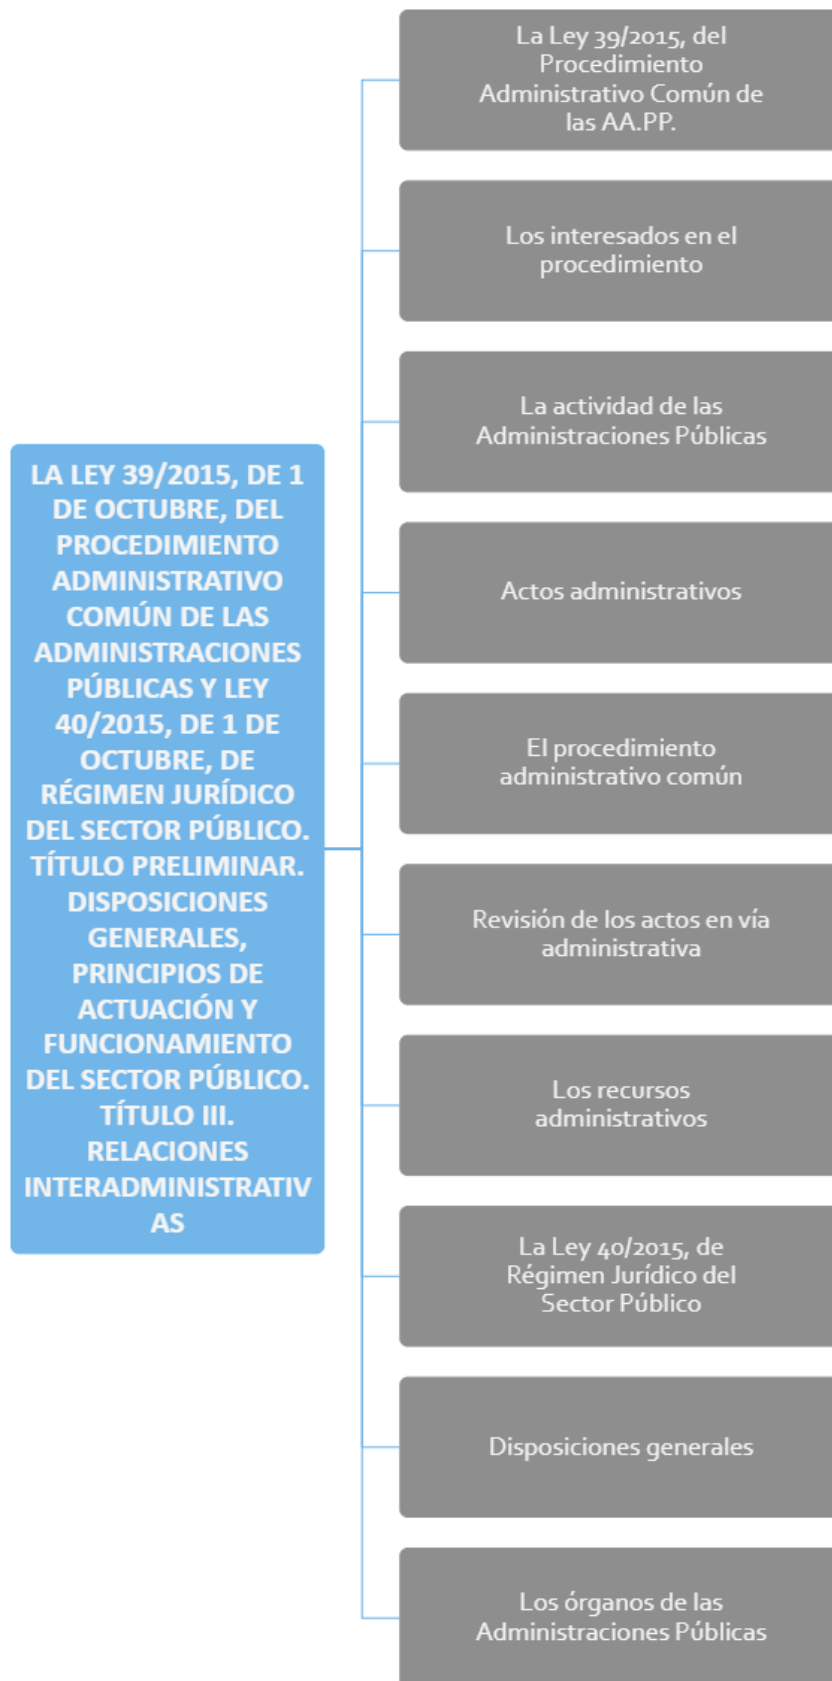 LA LEY 39/2015, DE 1
DE OCTUBRE, DEL
PROCEDIMIENTO
ADMINISTRATIVO
COMÚN DE LAS
ADMINISTRACIONES
PÚBLICAS Y LEY
40/2015, DE 1 DE
OCTUBRE, DE
RÉGIMEN JURÍDICO
DEL SECTOR PÚBLICO.
TÍTULO PRELIMINAR.
DISPOSICIONES
GENERALES,
PRINCIPIOS DE
ACTUACIÓN Y
FUNCIONAMIENTO
DEL SECTOR PÚBLICO.
TÍTULO III.
RELACIONES
INTERADMINISTRATIV
AS
La Ley 39/2015, del
Procedimiento
Administrativo Común de
las AA.PP.
Los interesados en el
procedimiento
La actividad de las
Administraciones Públicas
Actos administrativos
El procedimiento
administrativo común
Revisión de los actos en vía
administrativa
Los recursos
administrativos
La Ley 40/2015, de
Régimen Jurídico del
Sector Público
Disposiciones generales
Los órganos de las
Administraciones Públicas